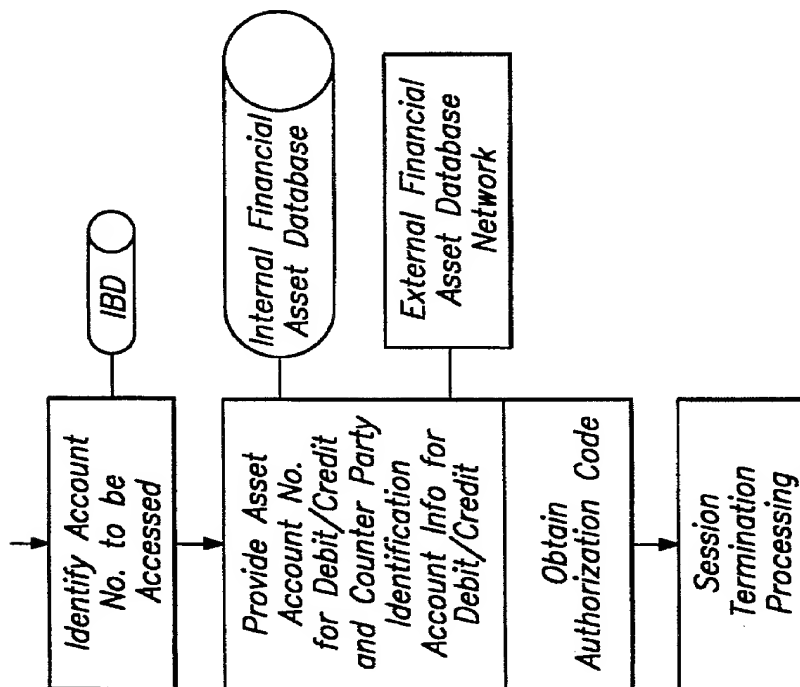 Identify Account
No. to be
Accessed
IBD
Provide Asset
Account No.
for Debit/Credit
and Counter Party
Identification
Account Info for
Debit/Credit
Internal Financial
Asset Database
External Financial
Asset Database
Network
Obtain
Authorization Code
Session
Termination
Processing